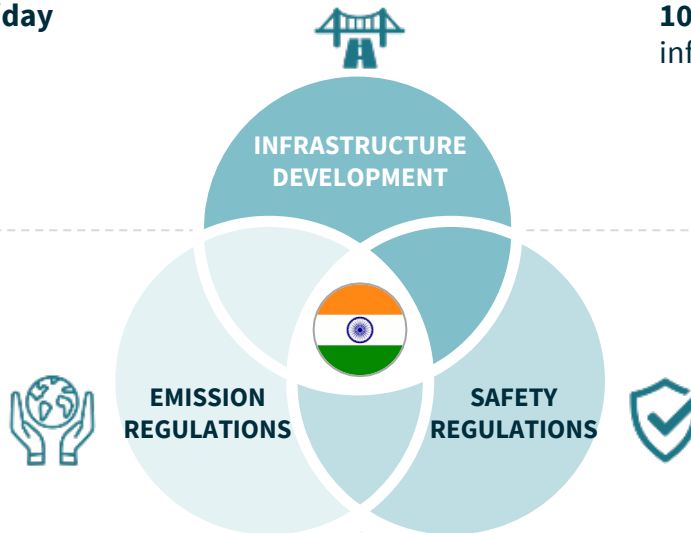 /day
10
inf
INFRASTRUCTURE
DEVELOPMENT
EMISSION
REGULATIONS
SAFETY
REGULATIONS